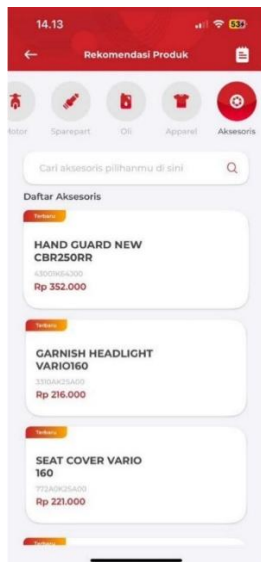 14.13
53
Rekomendasi Produk
Motor Sparepart Oli Apparel Aksesoris
Cari aksesoris pilihanmu di sini
Daftar Aksesoris
Terbaru
HAND GUARD NEW
CBR250RR
Rp 352.000
Terbaru
GARNISH HEADLIGHT
VARIO160
Rp 216.000
Terbaru
SEAT COVER VARIO
160
Rp 221.000
Terbaru